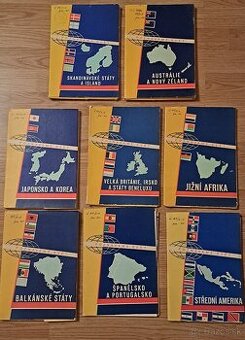 SKANDINÁVSKÉ STÁTY
A ISLAND
AUSTRÁLIE
A NOVÝ ZÉLAND
JAPONSKO A KOREA
VELKÁ BRITÁNIE, IRSKO
A STÁTY BENELUXU
JIŽNÍ AFRIKA
BALKÁNSKÉ STÁTY
ŠPANĚLSKO
A PORTUGALSKO
STŘEDNÍ AMERIKA